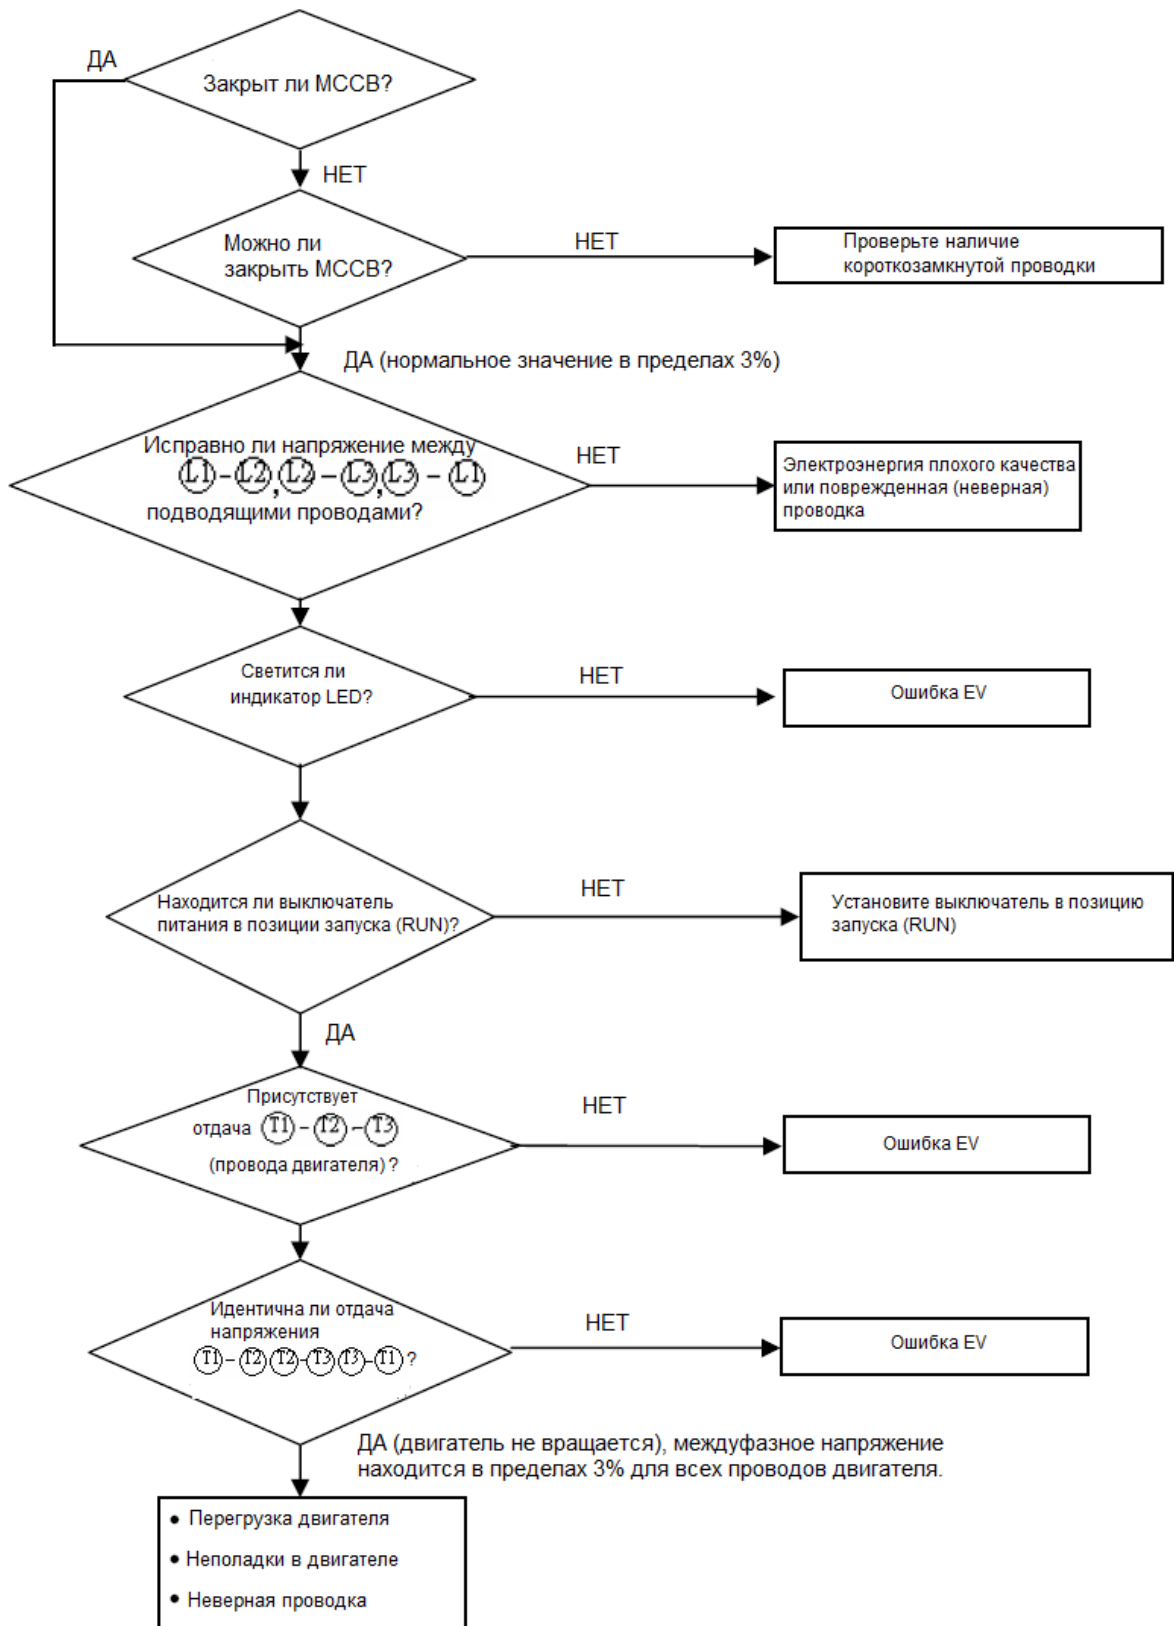 ДА
Закрыт ли MCCB?
НЕТ
Можно ли
закрыть MCCB?
НЕТ
Проверьте наличие
короткозамкнутой проводки
ДА (нормальное значение в пределах 3%)
Исправно ли напряжение между
L1-L2,L2-L3,L3-L1
подводящими проводами?
НЕТ
Электроэнергия плохого качества
или поврежденная (неверная)
проводка
Светится ли
индикатор LED?
НЕТ
Ошибка EV
Находится ли выключатель
питания в позиции запуска (RUN)?
НЕТ
Установите выключатель в позицию
запуска (RUN)
ДА
Присутствует
отдача T1-T2-T3
(провода двигателя)?
НЕТ
Ошибка EV
Идентична ли отдача
напряжения
T1-T2 T2-T3 T3-T1?
НЕТ
Ошибка EV
ДА (двигатель не вращается), междуфазное напряжение
находится в пределах 3% для всех проводов двигателя.
• Перегрузка двигателя
• Неполадки в двигателе
• Неверная проводка